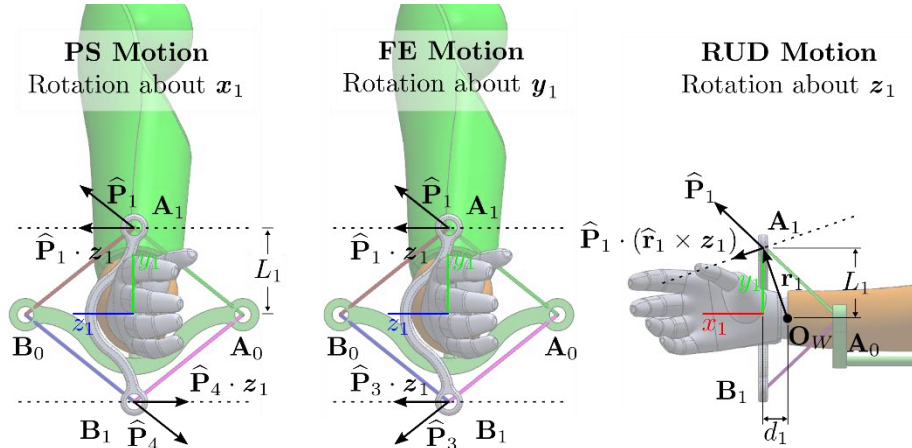 PS Motion
Rotation about x₁
P̂₁
A₁
P̂₁ · z₁
y₁
L₁
z₁
B₀
A₀
P̂₄ · z₁
B₁
P̂₄
FE Motion
Rotation about y₁
P̂₁
A₁
P̂₁ · z₁
y₁
L₁
z₁
B₀
A₀
P̂₃ · z₁
P̂₃
B₁
RUD Motion
Rotation about z₁
P̂₁
A₁
P̂₁ · (r̂₁ × z₁)
r₁
y₁
L₁
x₁
O_W
A₀
B₁
d₁